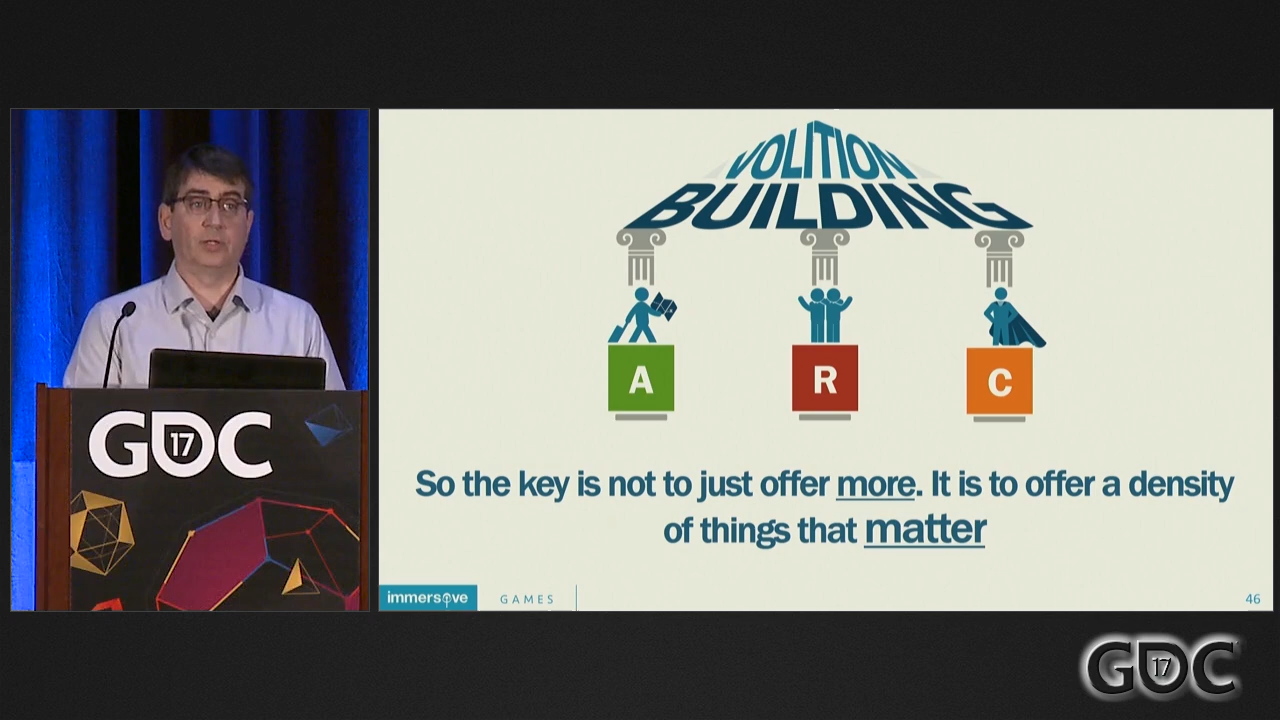 VOLITION
BUILDING
A
R
C
So the key is not to just offer more. It is to offer a density
of things that matter
immersive
GAMES
46
GDC
17
GDC
17